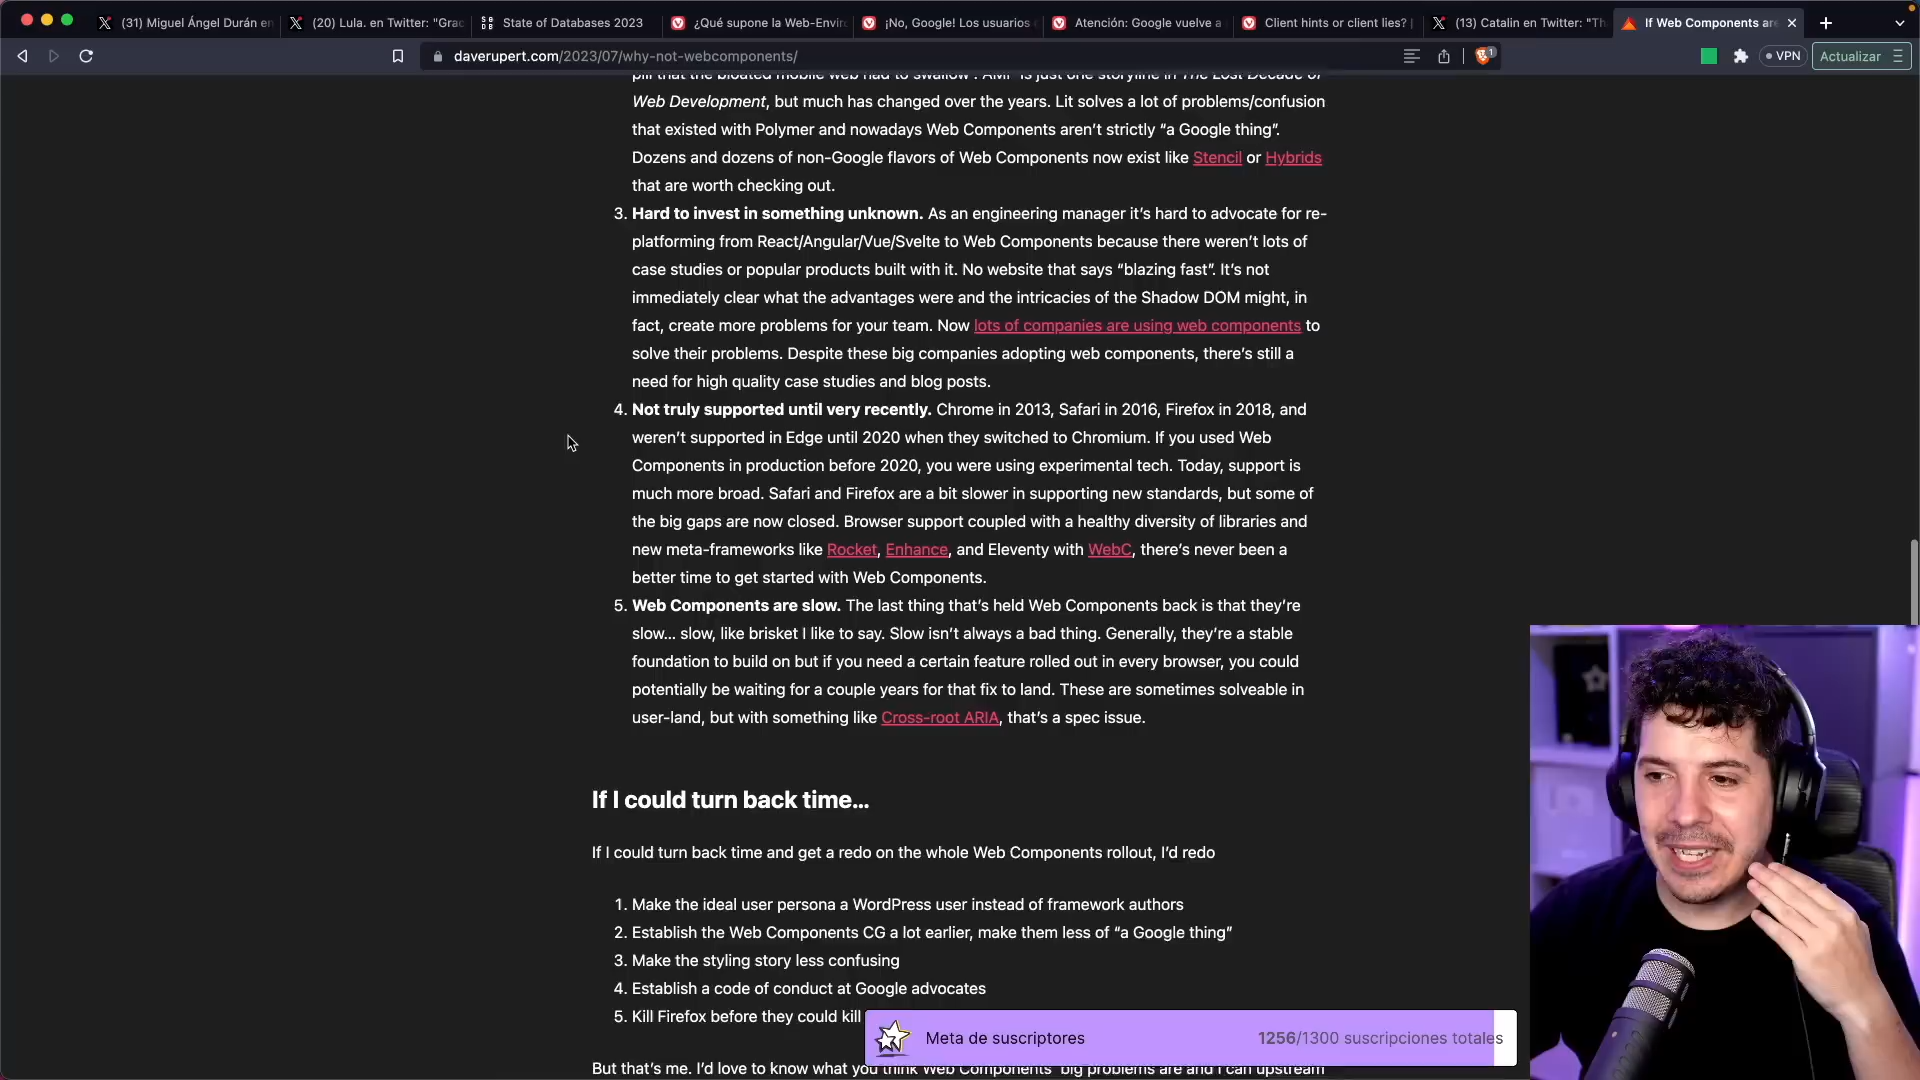 (31) Miguel Ángel Durán en
(20) Lula. en Twitter: "Grac
State of Databases 2023
¿Qué supone la Web-Envir
¡No, Google! Los usuarios
Atención: Google vuelve a
Client hints or client lies? |
(13) Catalin en Twitter: "Th
If Web Components are
daverupert.com/2023/07/why-not-webcomponents/
1
VPN
Actualizar
pill that the bloated mobile web had to swallow". AMP is just one storyline in The Lost Decade of
Web Development, but much has changed over the years. Lit solves a lot of problems/confusion
that existed with Polymer and nowadays Web Components aren't strictly "a Google thing".
Dozens and dozens of non-Google flavors of Web Components now exist like Stencil or Hybrids
that are worth checking out.
3. Hard to invest in something unknown. As an engineering manager it's hard to advocate for re-
platforming from React/Angular/Vue/Svelte to Web Components because there weren't lots of
case studies or popular products built with it. No website that says "blazing fast". It's not
immediately clear what the advantages were and the intricacies of the Shadow DOM might, in
fact, create more problems for your team. Now lots of companies are using web components to
solve their problems. Despite these big companies adopting web components, there's still a
need for high quality case studies and blog posts.
4. Not truly supported until very recently. Chrome in 2013, Safari in 2016, Firefox in 2018, and
weren't supported in Edge until 2020 when they switched to Chromium. If you used Web
Components in production before 2020, you were using experimental tech. Today, support is
much more broad. Safari and Firefox are a bit slower in supporting new standards, but some of
the big gaps are now closed. Browser support coupled with a healthy diversity of libraries and
new meta-frameworks like Rocket, Enhance, and Eleventy with WebC, there's never been a
better time to get started with Web Components.
5. Web Components are slow. The last thing that's held Web Components back is that they're
slow... slow, like brisket I like to say. Slow isn't always a bad thing. Generally, they're a stable
foundation to build on but if you need a certain feature rolled out in every browser, you could
potentially be waiting for a couple years for that fix to land. These are sometimes solveable in
user-land, but with something like Cross-root ARIA, that's a spec issue.
If I could turn back time...
If I could turn back time and get a redo on the whole Web Components rollout, I'd redo
1. Make the ideal user persona a WordPress user instead of framework authors
2. Establish the Web Components CG a lot earlier, make them less of "a Google thing"
3. Make the styling story less confusing
4. Establish a code of conduct at Google advocates
5. Kill Firefox before they could kill
Meta de suscriptores
1256/1300 suscripciones totales
But that's me. I'd love to know what you think Web Components' big problems are and I can upstream